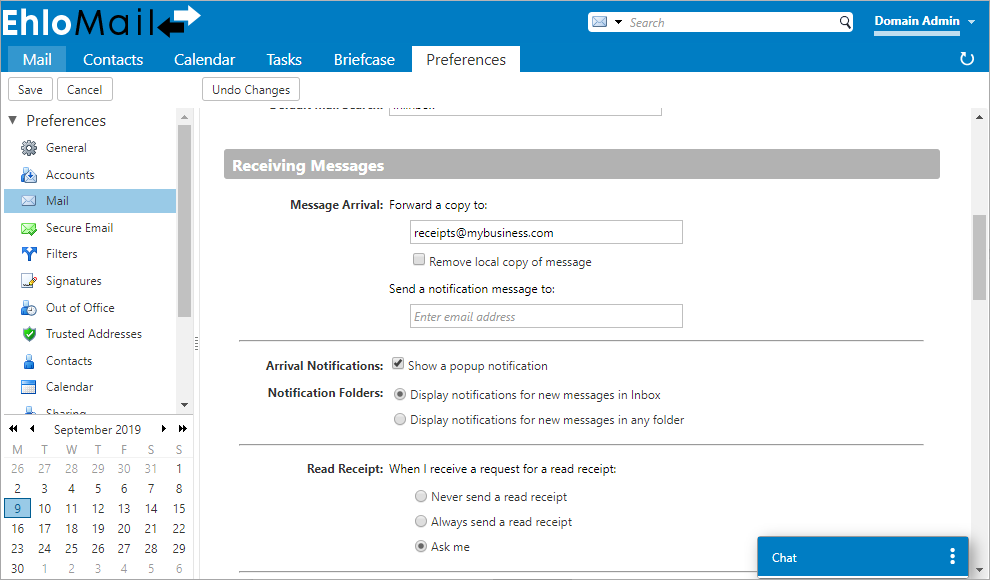 EhloMail
Search
Domain Admin
Mail Contacts Calendar Tasks Briefcase Preferences
Save Cancel Undo Changes
Preferences
General
Accounts
Mail
Secure Email
Filters
Signatures
Out of Office
Trusted Addresses
Contacts
Calendar
Sharing
September 2019
M T W T F S S
26 27 28 29 30 31 1
2 3 4 5 6 7 8
9 10 11 12 13 14 15
16 17 18 19 20 21 22
23 24 25 26 27 28 29
30 1 2 3 4 5 6
Default Mail Search:
Receiving Messages
Message Arrival: Forward a copy to:
receipts@mybusiness.com
Remove local copy of message
Send a notification message to:
Enter email address
Arrival Notifications: Show a popup notification
Notification Folders: Display notifications for new messages in Inbox
Display notifications for new messages in any folder
Read Receipt: When I receive a request for a read receipt:
Never send a read receipt
Always send a read receipt
Ask me
Chat